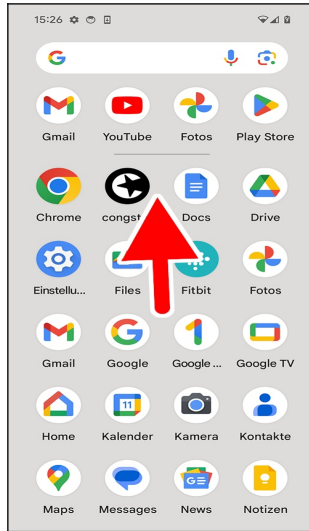 15:26
Gmail YouTube Fotos Play Store
Chrome Docs Drive
Einstellu... Files Fitbit Fotos
Gmail Google Google ... Google TV
11
Home Kalender Kamera Kontakte
Maps Messages News Notizen